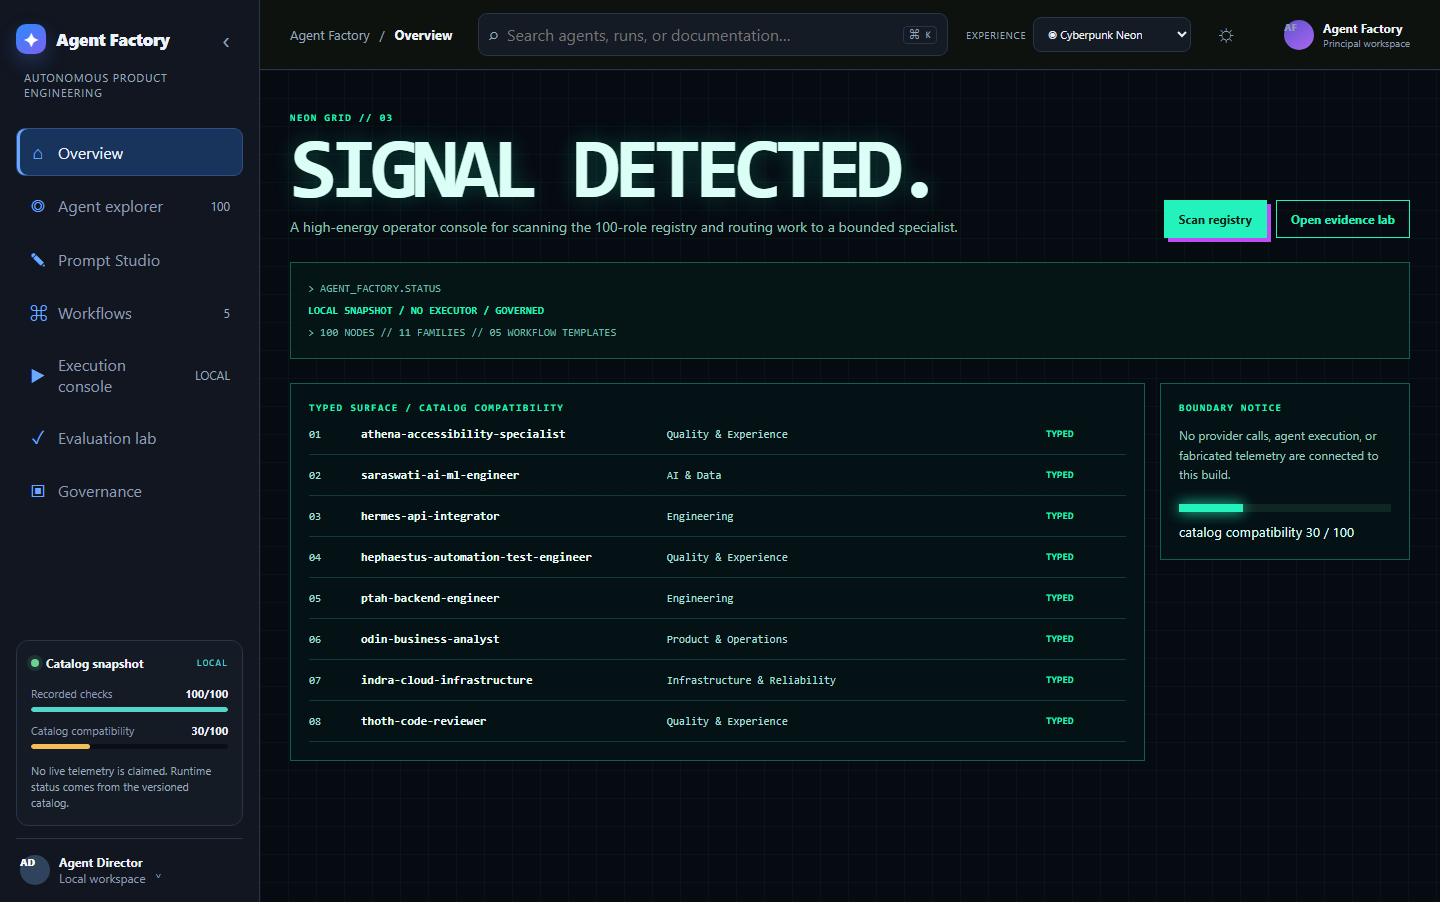 Agent Factory
AUTONOMOUS PRODUCT
ENGINEERING
Overview
Agent explorer 100
Prompt Studio
Workflows 5
Execution
console LOCAL
Evaluation lab
Governance
Catalog snapshot LOCAL
Recorded checks 100/100
Catalog compatibility 30/100
No live telemetry is claimed. Runtime
status comes from the versioned
catalog.
AD
Agent Director
Local workspace
Agent Factory / Overview
Search agents, runs, or documentation...
⌘ K
EXPERIENCE
Cyberpunk Neon
AF
Agent Factory
Principal workspace
NEON GRID // 03
SIGNAL DETECTED.
A high-energy operator console for scanning the 100-role registry and routing work to a bounded specialist.
Scan registry
Open evidence lab
> AGENT_FACTORY.STATUS
LOCAL SNAPSHOT / NO EXECUTOR / GOVERNED
> 100 NODES // 11 FAMILIES // 05 WORKFLOW TEMPLATES
TYPED SURFACE / CATALOG COMPATIBILITY
01 athena-accessibility-specialist Quality & Experience TYPED
02 saraswati-ai-ml-engineer AI & Data TYPED
03 hermes-api-integrator Engineering TYPED
04 hephaestus-automation-test-engineer Quality & Experience TYPED
05 ptah-backend-engineer Engineering TYPED
06 odin-business-analyst Product & Operations TYPED
07 indra-cloud-infrastructure Infrastructure & Reliability TYPED
08 thoth-code-reviewer Quality & Experience TYPED
BOUNDARY NOTICE
No provider calls, agent execution, or
fabricated telemetry are connected to
this build.
catalog compatibility 30 / 100